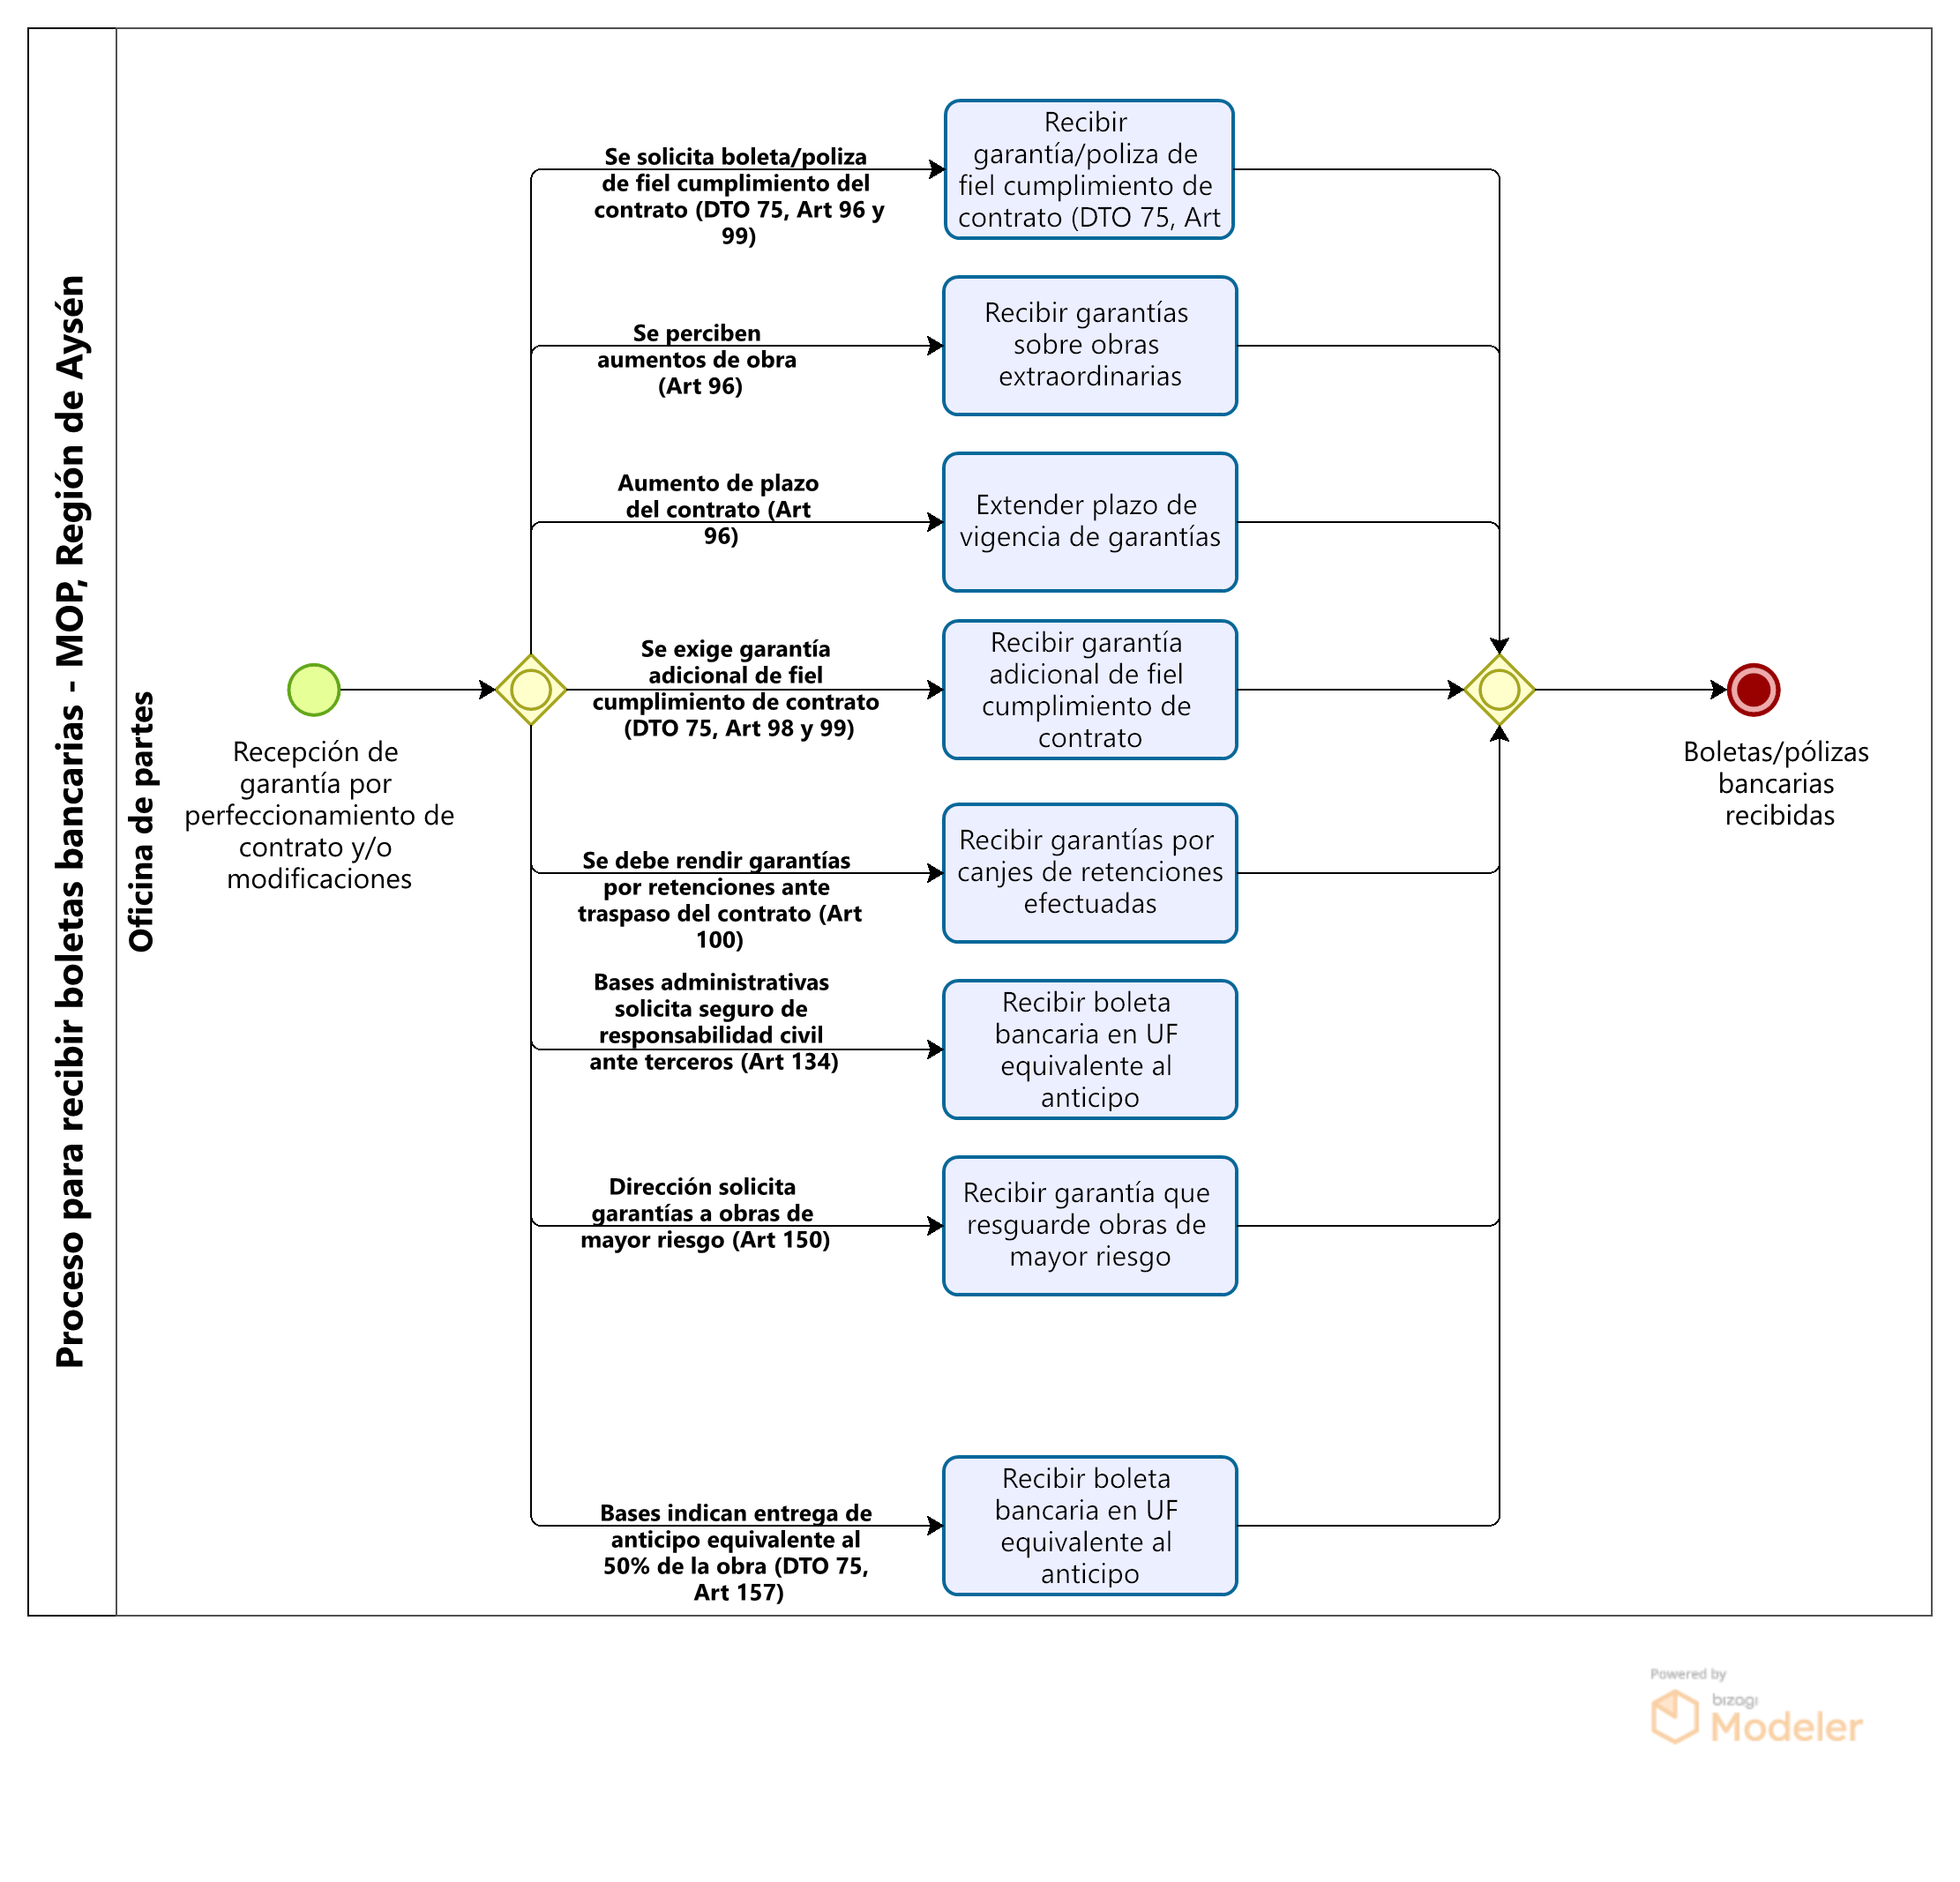 Proceso para recibir boletas bancarias - MOP, Región de Aysén
Oficina de partes
Recepción de
garantía por
perfeccionamiento de
contrato y/o
modificaciones
Se solicita boleta/poliza
de fiel cumplimiento del
contrato (DTO 75, Art 96 y
99)
Recibir
garantía/poliza de
fiel cumplimiento de
contrato (DTO 75, Art
Se perciben
aumentos de obra
(Art 96)
Recibir garantías
sobre obras
extraordinarias
Aumento de plazo
del contrato (Art
96)
Extender plazo de
vigencia de garantías
Se exige garantía
adicional de fiel
cumplimiento de contrato
(DTO 75, Art 98 y 99)
Recibir garantía
adicional de fiel
cumplimiento de
contrato
Se debe rendir garantías
por retenciones ante
traspaso del contrato (Art
100)
Recibir garantías por
canjes de retenciones
efectuadas
Bases administrativas
solicita seguro de
responsabilidad civil
ante terceros (Art 134)
Recibir boleta
bancaria en UF
equivalente al
anticipo
Dirección solicita
garantías a obras de
mayor riesgo (Art 150)
Recibir garantía que
resguarde obras de
mayor riesgo
Bases indican entrega de
anticipo equivalente al
50% de la obra (DTO 75,
Art 157)
Recibir boleta
bancaria en UF
equivalente al
anticipo
Boletas/pólizas
bancarias
recibidas
Powered by
bizagi
Modeler